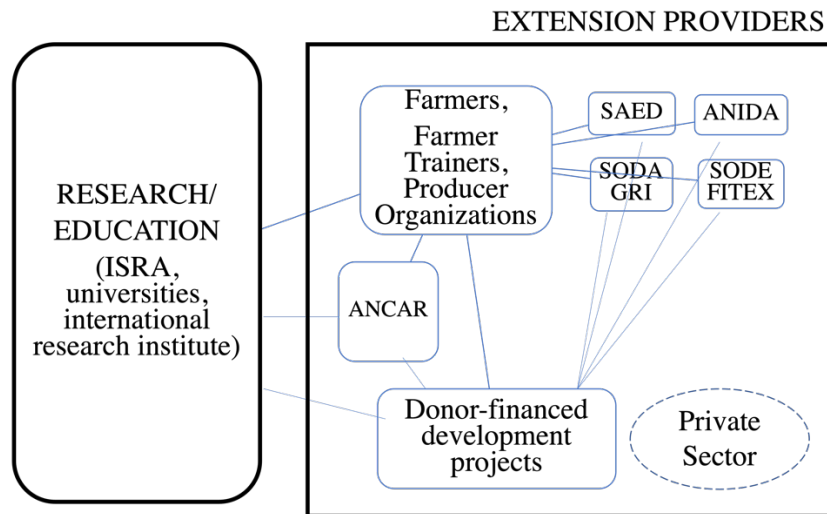 EXTENSION PROVIDERS
RESEARCH/
EDUCATION
(ISRA,
universities,
international
research institute)
Farmers,
Farmer
Trainers,
Producer
Organizations
SAED
ANIDA
SODA
GRI
SODE
FITEX
ANCAR
Donor-financed
development
projects
Private
Sector